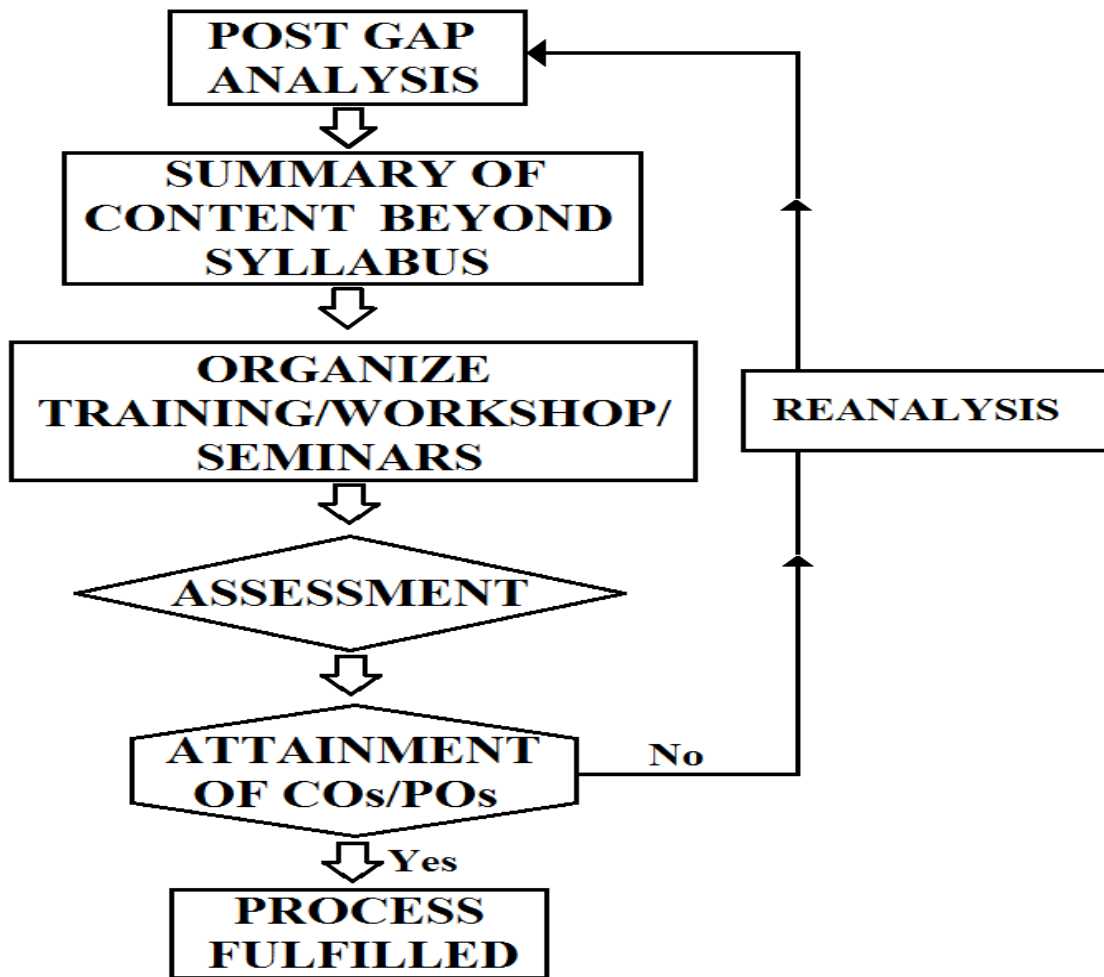 POST GAP
ANALYSIS
SUMMARY OF
CONTENT BEYOND
SYLLABUS
ORGANIZE
TRAINING/WORKSHOP/
SEMINARS
REANALYSIS
ASSESSMENT
ATTAINMENT
OF COs/POs
No
Yes
PROCESS
FULFILLED